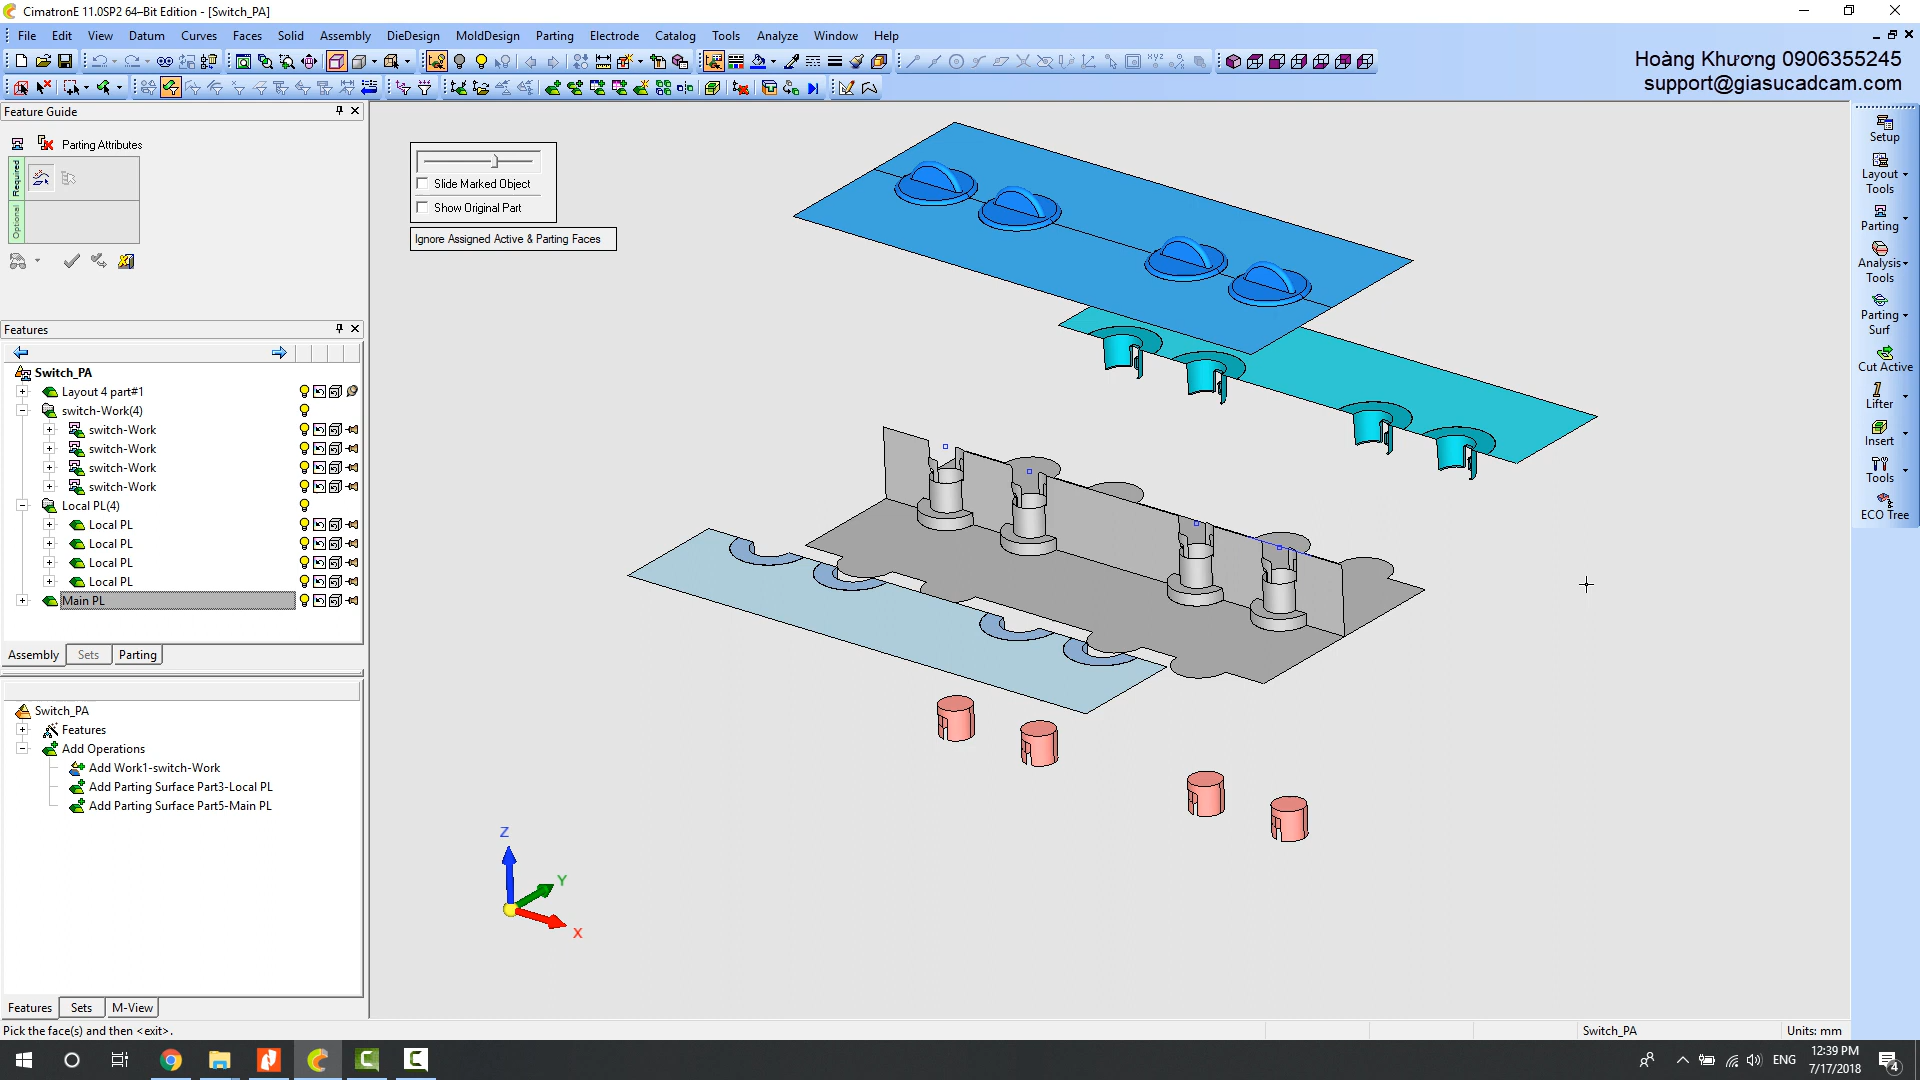 CimatronE 11.0SP2 64–Bit Edition - [Switch_PA]
File Edit View Datum Curves Faces Solid Assembly DieDesign MoldDesign Parting Electrode Catalog Tools Analyze Window Help
Hoàng Khương 0906355245
support@giasucadcam.com
Feature Guide
Parting Attributes
Required
Optional
Features
Switch_PA
Layout 4 part#1
switch-Work(4)
switch-Work
switch-Work
switch-Work
switch-Work
Local PL(4)
Local PL
Local PL
Local PL
Local PL
Main PL
Assembly Sets Parting
Switch_PA
Features
Add Operations
Add Work1-switch-Work
Add Parting Surface Part3-Local PL
Add Parting Surface Part5-Main PL
Features Sets M-View
Slide Marked Object
Show Original Part
Ignore Assigned Active & Parting Faces
Z
Y
X
Setup
Layout
Tools
Parting
Analysis
Tools
Parting
Surf
Cut Active
Lifter
Insert
Tools
ECO Tree
Pick the face(s) and then <exit>.
Switch_PA
Units: mm
ENG
12:39 PM
7/17/2018
4